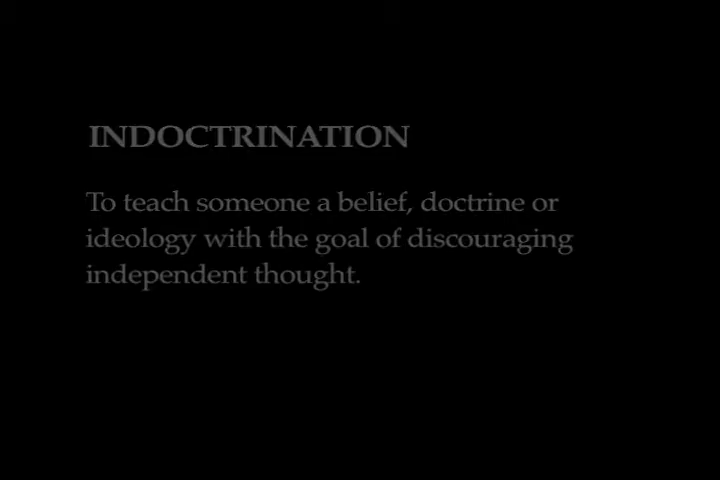 INDOCTRINATION
To teach someone a belief, doctrine or
ideology with the goal of discouraging
independent thought.